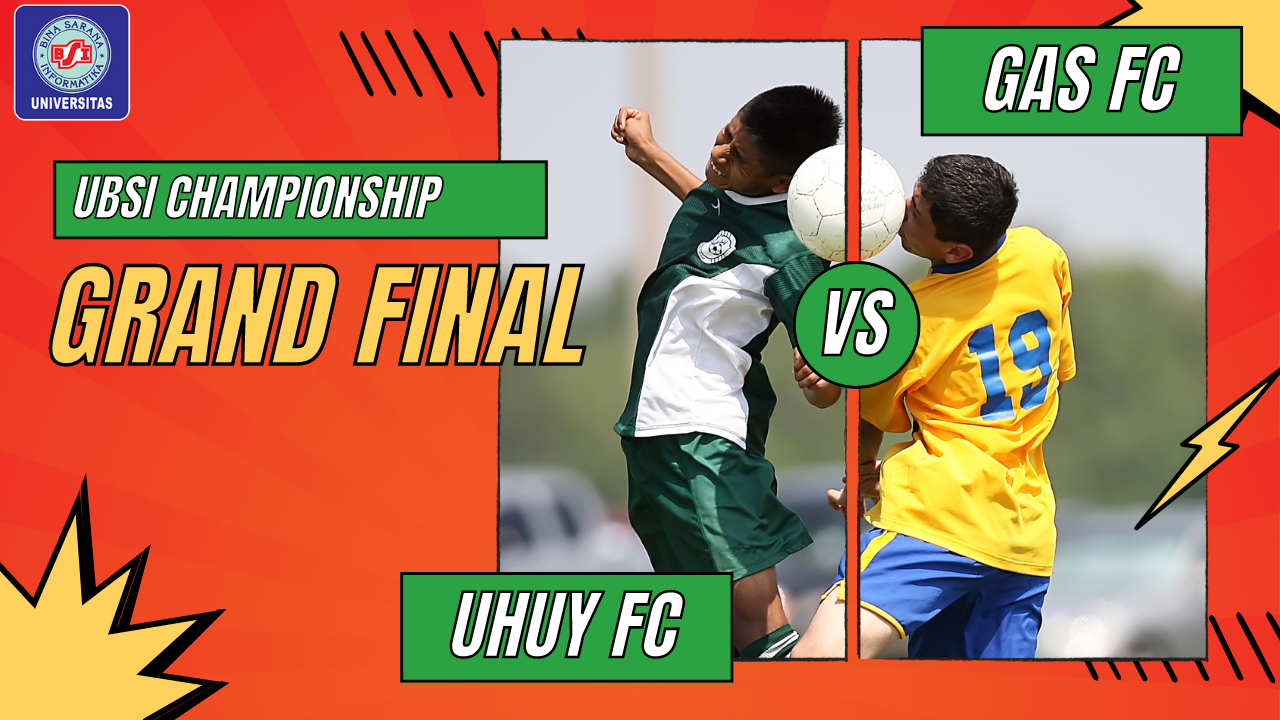 BINA SARANA
BSI
INFORMATIKA
UNIVERSITAS
GAS FC
UBSI CHAMPIONSHIP
GRAND FINAL
VS
19
UHUY FC